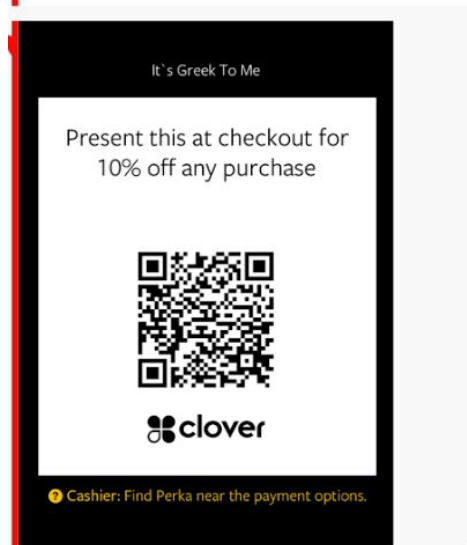 It`s Greek To Me
Present this at checkout for
10% off any purchase
clover
? Cashier: Find Perka near the payment options.